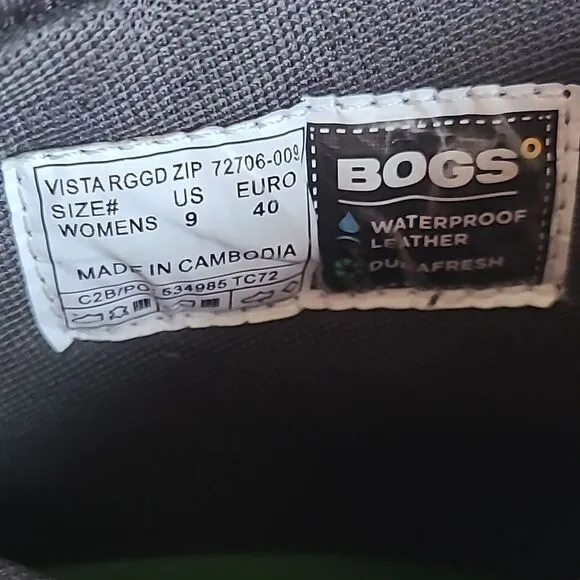 VISTA RGGD ZIP 72706-009
SIZE# US EURO
WOMENS 9 40
MADE IN CAMBODIA
C2B/PO 534985 TC72
BOGS
WATERPROOF
LEATHER
DURAFRESH